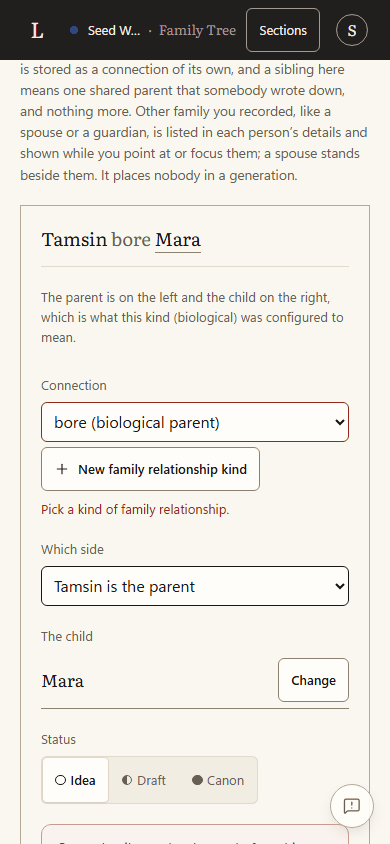 L Seed W... · Family Tree Sections S
is stored as a connection of its own, and a sibling here
means one shared parent that somebody wrote down,
and nothing more. Other family you recorded, like a
spouse or a guardian, is listed in each person’s details and
shown while you point at or focus them; a spouse stands
beside them. It places nobody in a generation.
Tamsin bore Mara
The parent is on the left and the child on the right,
which is what this kind (biological) was configured to
mean.
Connection
bore (biological parent)
+ New family relationship kind
Pick a kind of family relationship.
Which side
Tamsin is the parent
The child
Mara Change
Status
Idea Draft Canon